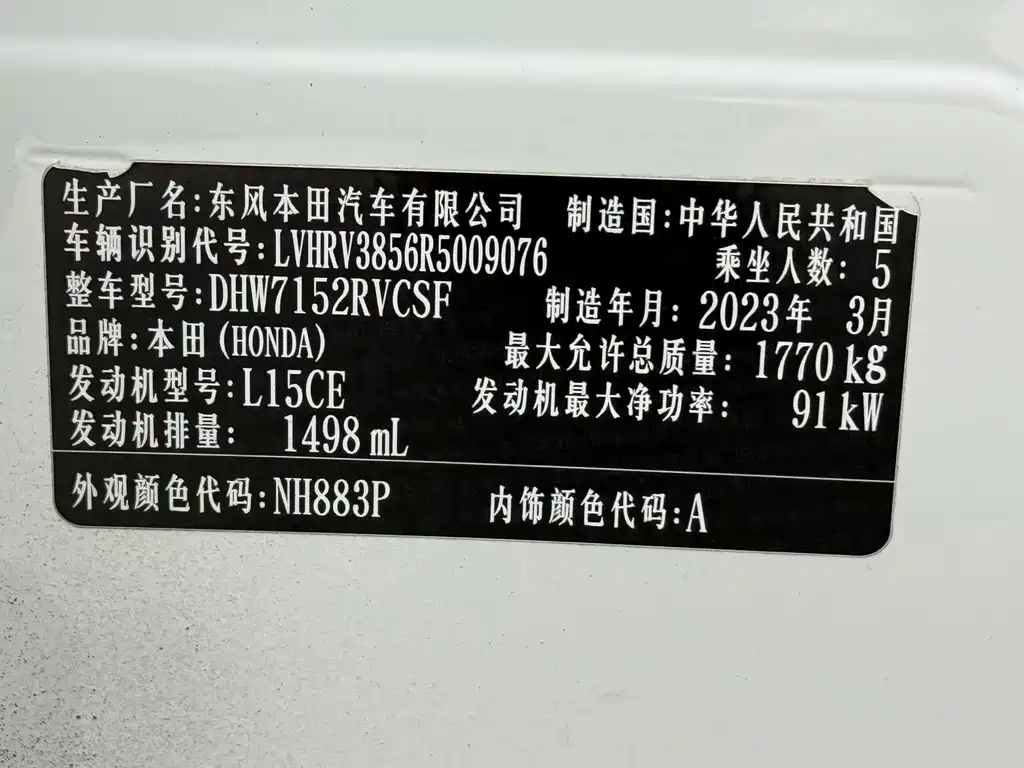 生产厂名:东风本田汽车有限公司 制造国:中华人民共和国
车辆识别代号:LVHRV3856R5009076 乘坐人数: 5
整车型号:DHW7152RVCSF 制造年月: 2023年 3月
品牌:本田(HONDA) 最大允许总质量: 1770 kg
发动机型号:L15CE 发动机最大净功率: 91 kW
发动机排量: 1498 mL
外观颜色代码:NH883P 内饰颜色代码:A